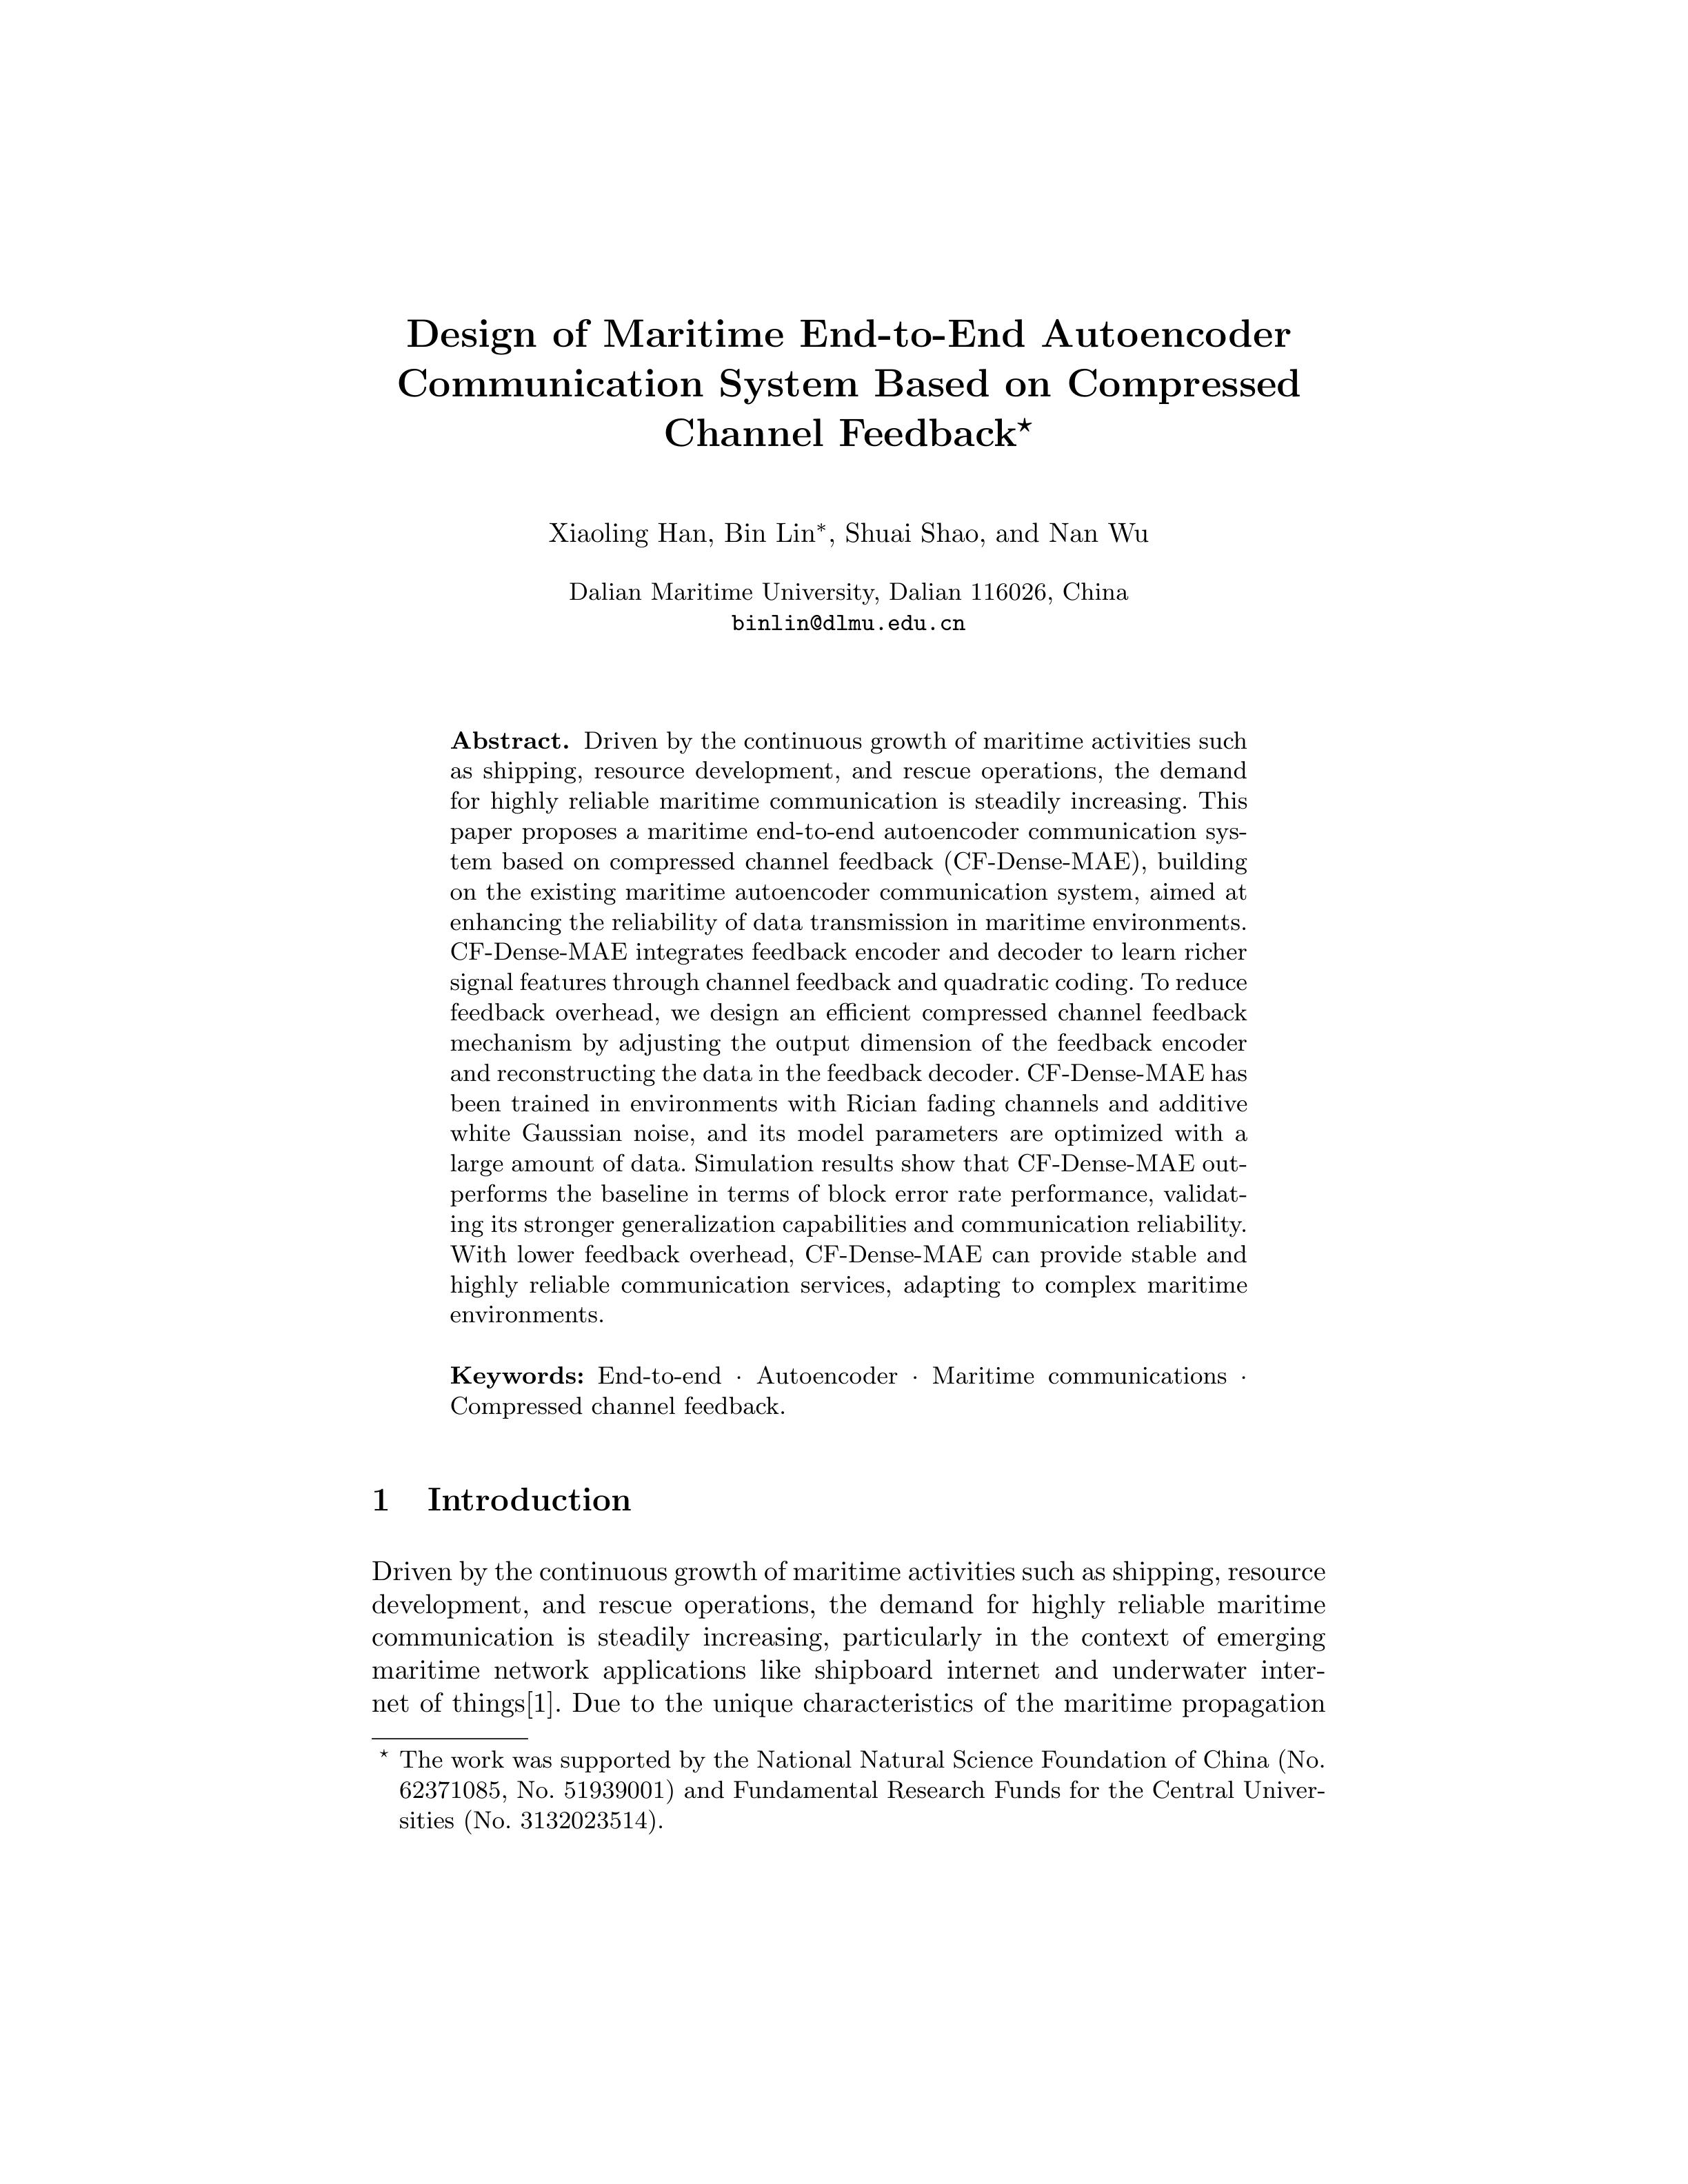 Design of Maritime End-to-End Autoencoder
Communication System Based on Compressed
Channel Feedback⋆
Xiaoling Han, Bin Lin*, Shuai Shao, and Nan Wu
Dalian Maritime University, Dalian 116026, China
binlin@dlmu.edu.cn
Abstract. Driven by the continuous growth of maritime activities such
as shipping, resource development, and rescue operations, the demand
for highly reliable maritime communication is steadily increasing. This
paper proposes a maritime end-to-end autoencoder communication sys-
tem based on compressed channel feedback (CF-Dense-MAE), building
on the existing maritime autoencoder communication system, aimed at
enhancing the reliability of data transmission in maritime environments.
CF-Dense-MAE integrates feedback encoder and decoder to learn richer
signal features through channel feedback and quadratic coding. To reduce
feedback overhead, we design an efficient compressed channel feedback
mechanism by adjusting the output dimension of the feedback encoder
and reconstructing the data in the feedback decoder. CF-Dense-MAE has
been trained in environments with Rician fading channels and additive
white Gaussian noise, and its model parameters are optimized with a
large amount of data. Simulation results show that CF-Dense-MAE out-
performs the baseline in terms of block error rate performance, validat-
ing its stronger generalization capabilities and communication reliability.
With lower feedback overhead, CF-Dense-MAE can provide stable and
highly reliable communication services, adapting to complex maritime
environments.
Keywords: End-to-end · Autoencoder · Maritime communications ·
Compressed channel feedback.
1 Introduction
Driven by the continuous growth of maritime activities such as shipping, resource
development, and rescue operations, the demand for highly reliable maritime
communication is steadily increasing, particularly in the context of emerging
maritime network applications like shipboard internet and underwater inter-
net of things[1]. Due to the unique characteristics of the maritime propagation
⋆ The work was supported by the National Natural Science Foundation of China (No.
62371085, No. 51939001) and Fundamental Research Funds for the Central Univer-
sities (No. 3132023514).